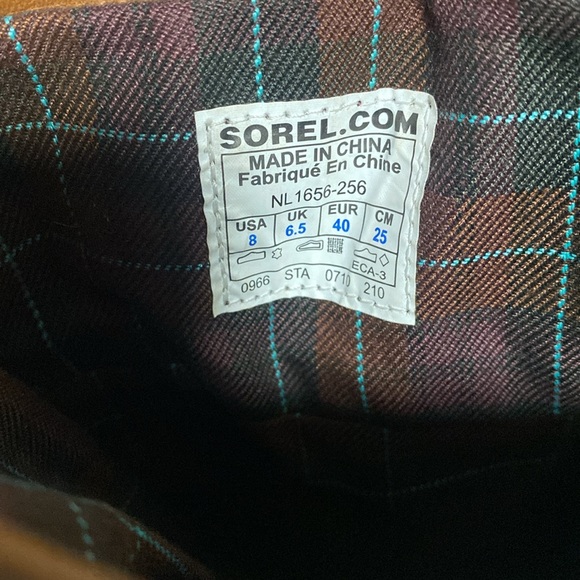 SOREL.COM
MADE IN CHINA
Fabriqué En Chine
NL1656-256
USA UK EUR CM
8 6.5 40 25
ECA-3
0966 STA 0710 210